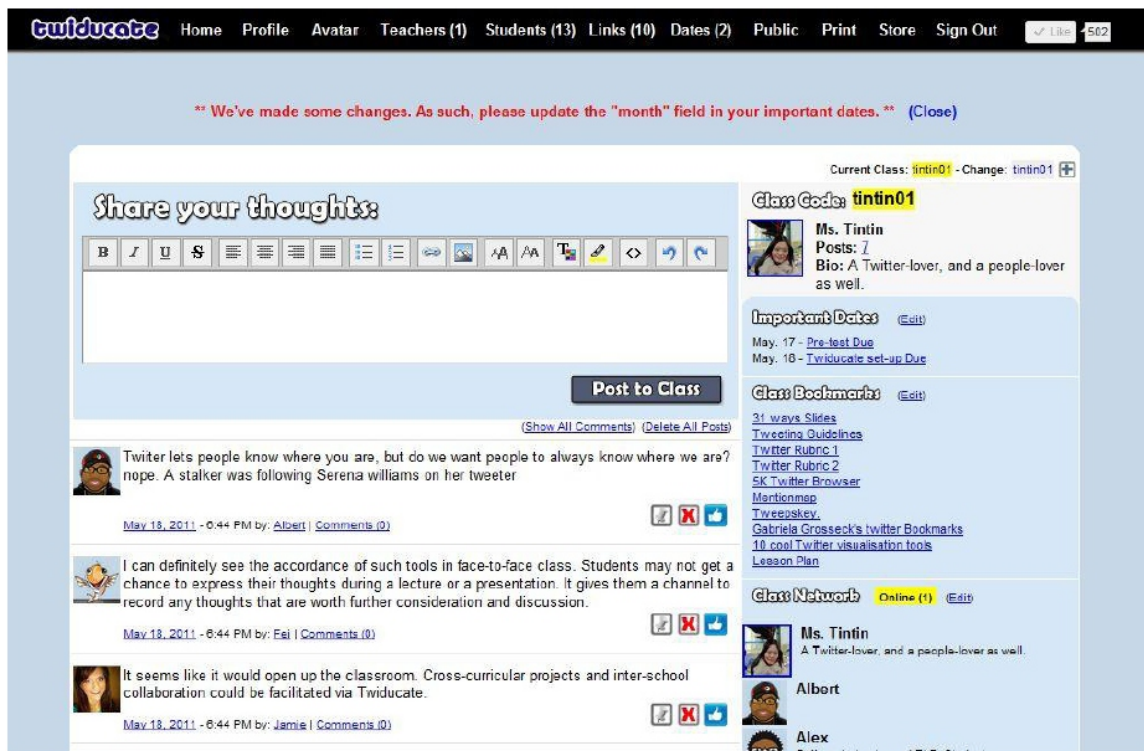 twiducate Home Profile Avatar Teachers (1) Students (13) Links (10) Dates (2) Public Print Store Sign Out Like 502
** We've made some changes. As such, please update the "month" field in your important dates. ** (Close)
Current Class: tintin01 - Change: tintin01
Share your thoughts:
Post to Class
(Show All Comments) (Delete All Posts)
Twiiter lets people know where you are, but do we want people to always know where we are?
nope. A stalker was following Serena williams on her tweeter
May 18, 2011 - 6:44 PM by: Albert | Comments (0)
I can definitely see the accordance of such tools in face-to-face class. Students may not get a
chance to express their thoughts during a lecture or a presentation. It gives them a channel to
record any thoughts that are worth further consideration and discussion.
May 18, 2011 - 6:44 PM by: Fei | Comments (0)
It seems like it would open up the classroom. Cross-curricular projects and inter-school
collaboration could be facilitated via Twiducate.
May 18, 2011 - 6:44 PM by: Jamie | Comments (0)
Class Code: tintin01
Ms. Tintin
Posts: 7
Bio: A Twitter-lover, and a people-lover
as well.
Important Dates (Edit)
May. 17 - Pre-test Due
May. 18 - Twiducate set-up Due
Class Bookmarks (Edit)
31 ways Slides
Tweeting Guidelines
Twitter Rubric 1
Twitter Rubric 2
5K Twitter Browser
Mentionmap
Tweepskey.
Gabriela Grosseck's twitter Bookmarks
10 cool Twitter visualisation tools
Lesson Plan
Class Network Online (1) (Edit)
Ms. Tintin
A Twitter-lover, and a people-lover as well.
Albert
Alex